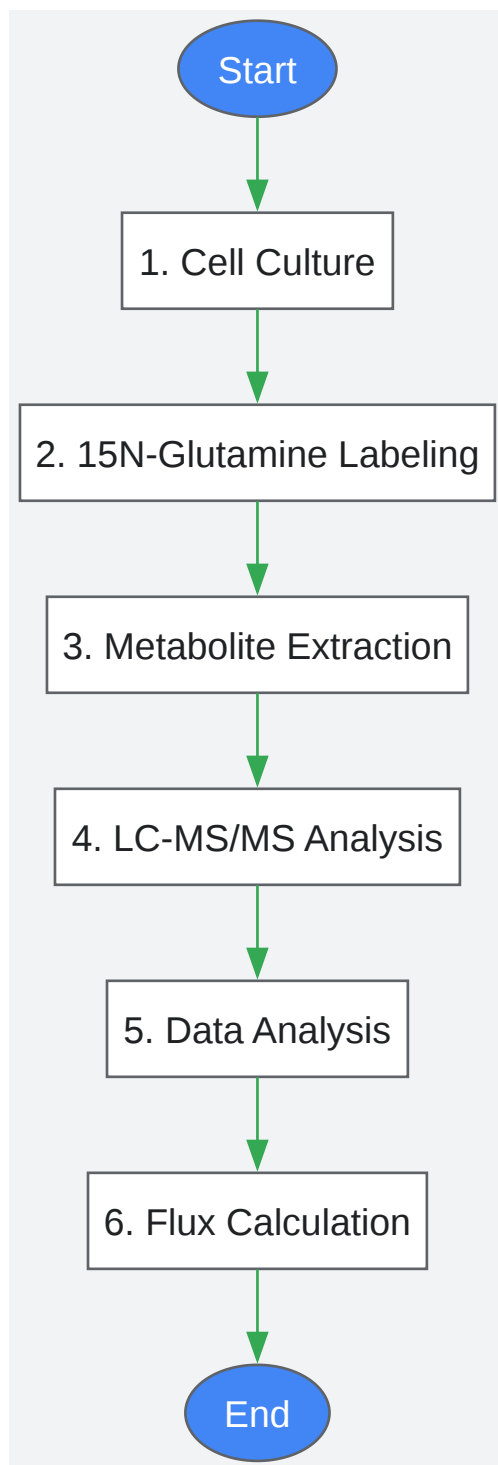 Start
1. Cell Culture
2. 15N-Glutamine Labeling
3. Metabolite Extraction
4. LC-MS/MS Analysis
5. Data Analysis
6. Flux Calculation
End